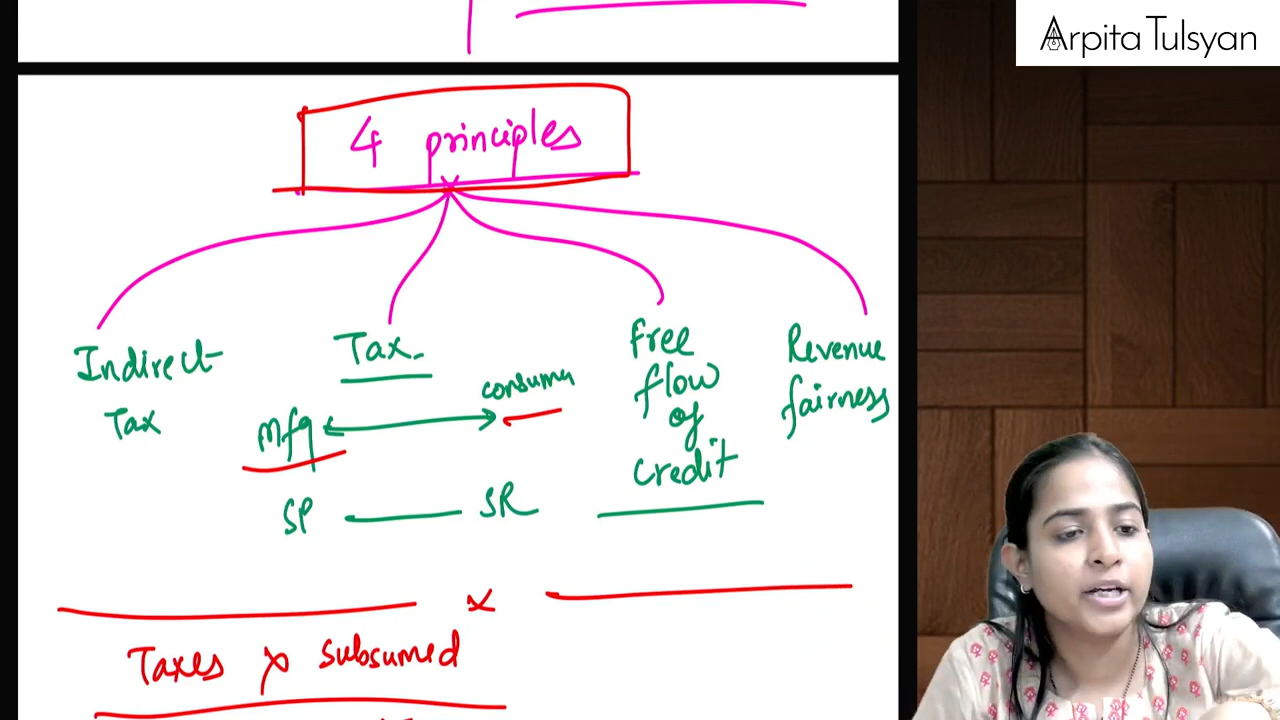 Arpita Tulsyan
4 principles
Indirect
Tax
Tax.
Mfg
consumer
SP
SR
Free
flow
of
credit
Revenue
fairness
x
Taxes
subsumed